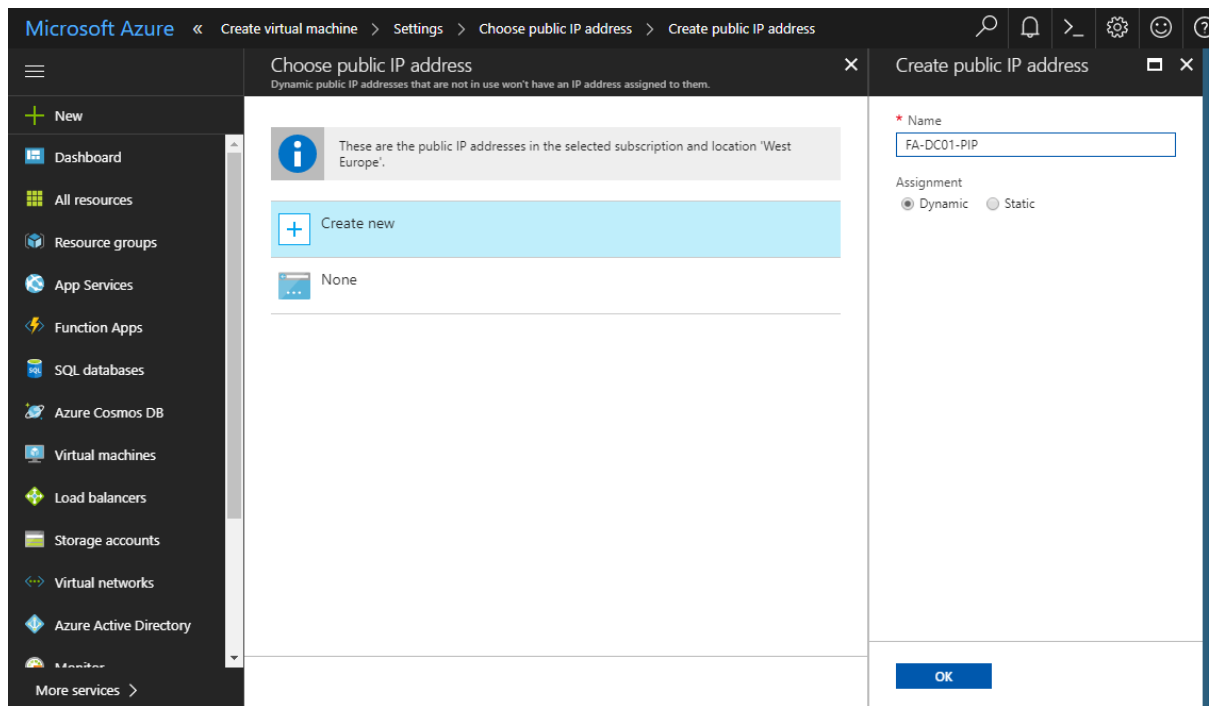 Microsoft Azure « Create virtual machine > Settings > Choose public IP address > Create public IP address
Choose public IP address
Dynamic public IP addresses that are not in use won't have an IP address assigned to them.
Create public IP address
New
Dashboard
All resources
Resource groups
App Services
Function Apps
SQL databases
Azure Cosmos DB
Virtual machines
Load balancers
Storage accounts
Virtual networks
Azure Active Directory
Monitor
More services >
These are the public IP addresses in the selected subscription and location 'West
Europe'.
Create new
None
* Name
FA-DC01-PIP
Assignment
Dynamic Static
OK